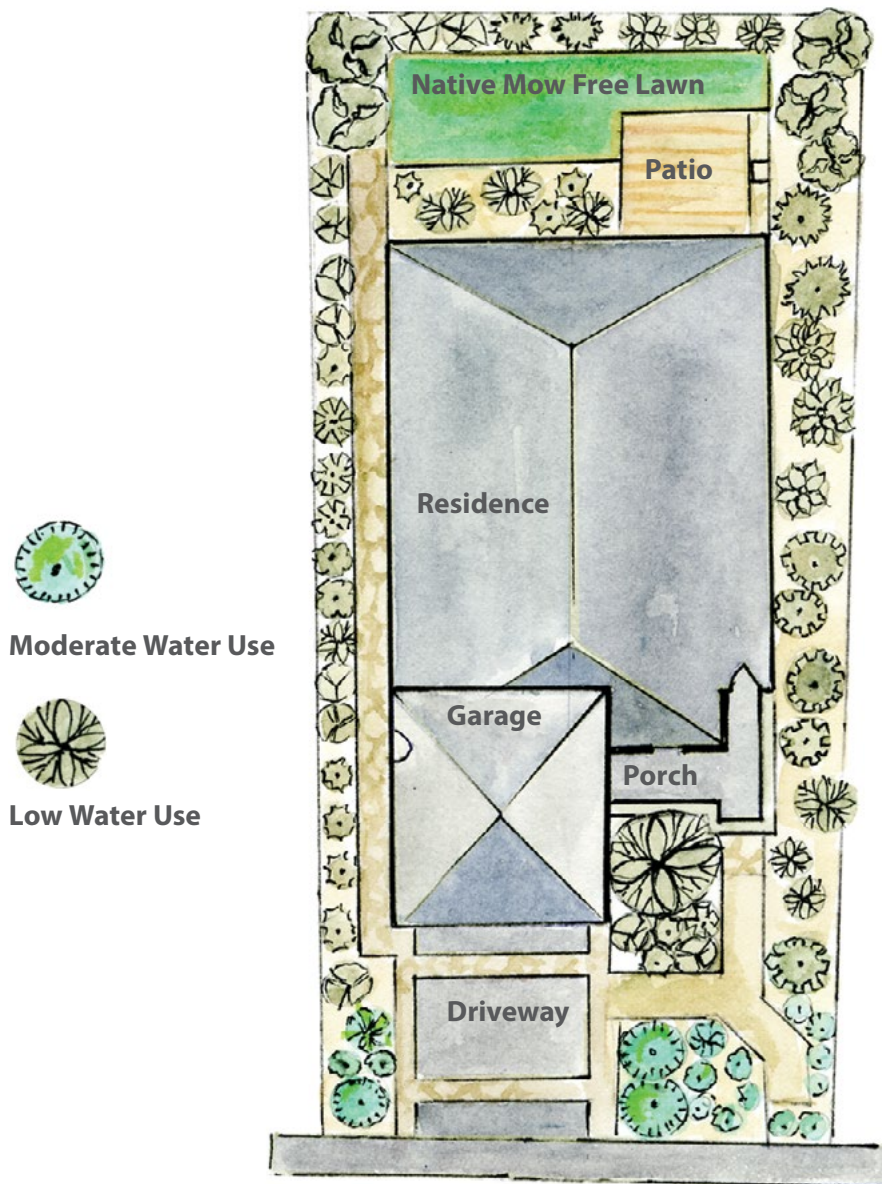 Native Mow Free Lawn
Patio
Residence
Moderate Water Use
Garage
Porch
Low Water Use
Driveway